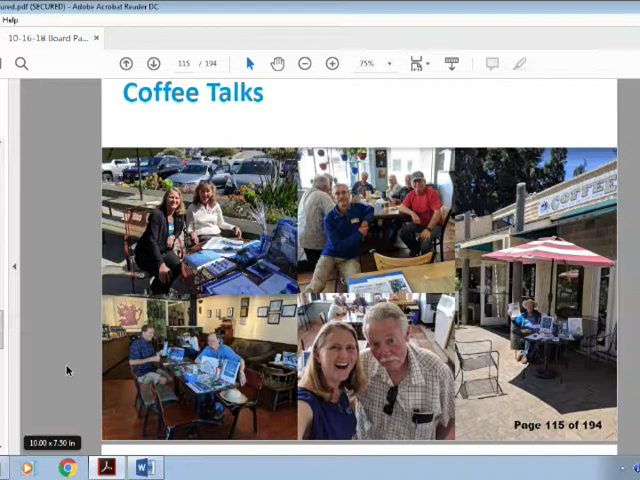 ured.pdf (SECURED) - Adobe Acrobat Reader DC
Help
10-16-18 Board Pa... ×
115 / 194
75%
Coffee Talks
COFFEE
Page 115 of 194
10.00 x 7.50 in